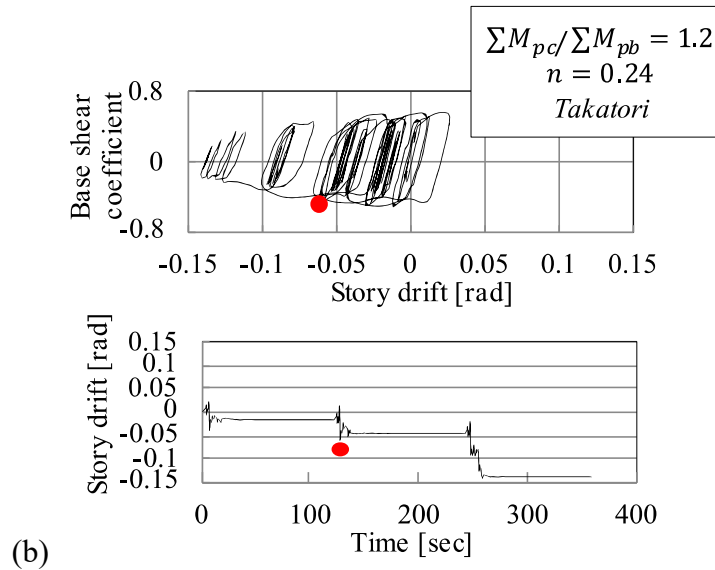 ∑M_pc/∑M_pb = 1.2
n = 0.24
Takatori
Base shear
coefficient
0.8
0
-0.8
-0.15 -0.1 -0.05 0 0.05 0.1 0.15
Story drift [rad]
Story drift [rad]
0.15
0.1
0.05
0
-0.05
-0.1
-0.15
0 100 200 300 400
Time [sec]
(b)